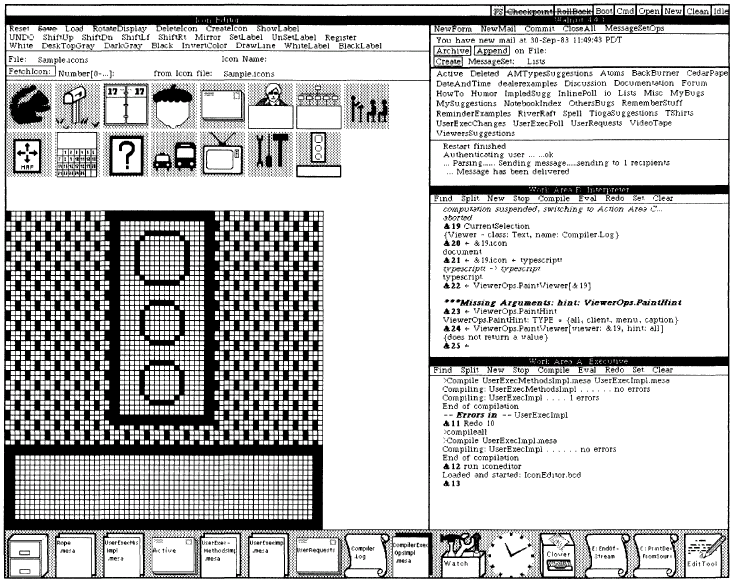 Checkpoint RollBack Boot Cmd Open New Clean Idle
Icon Editor
Reset Save Load RotateDisplay DeleteIcon CreateIcon ShowLabel
UNDO ShiftUp ShiftDn ShiftLf ShiftRt Mirror SetLabel UnSetLabel Register
White DeskTopGray DarkGray Black InvertColor DrawLine WhiteLabel BlackLabel
File: Sample.icons Icon Name:
FetchIcon: Number[0-...]: from Icon file: Sample.icons
17 17
MAP
?
NewForm NewMail Commit CloseAll MessageSetOps
You have new mail at 30-Sep-83 11:49:43 PDT
Archive Append on File:
Create MessageSet: Lists
Active Deleted AMTypesSuggestions Atoms BackBurner CedarPape
DateAndTime dealerexamples Discussion Documentation Forum
HowTo Humor ImpledSugg InlinePoll io Lists Misc MyBugs
MySuggestions NotebookIndex OthersBugs RememberStuff
ReminderExamples RiverRaft Spell TiogaSuggestions TShirts
UserExecChanges UserExecPoll UserRequests VideoTape
ViewersSuggestions
Restart finished
Authenticating user ... ...ok
... Parsing..... Sending message.....sending to 1 recipients
... Message has been delivered
Work Area B: Interpreter
Find Split New Stop Compile Eval Redo Set Clear
computation suspended, switching to Action Area C...
aborted
&19 CurrentSelection
{Viewer - class: Text, name: Compiler.Log}
&20 ← &19.icon
document
&21 ← &19.icon ← typescript!
typescript! -> typescript
typescript
&22 ← ViewerOps.PaintViewer[&19]
***Missing Arguments: hint: ViewerOps.PaintHint
&23 ← ViewerOps.PaintHint
ViewerOps.PaintHint: TYPE = {all, client, menu, caption}
&24 ← ViewerOps.PaintViewer[viewer: &19, hint: all]
{does not return a value}
&25 ←
Work Area A: Executive
Find Split New Stop Compile Eval Redo Set Clear
>Compile UserExecMethodsImpl.mesa UserExecImpl.mesa
Compiling: UserExecMethodsImpl . . . . . . no errors
Compiling: UserExecImpl . . . . 1 errors
End of compilation
-- Errors in -- UserExecImpl
&11 Redo 10
>compileall!
>Compile UserExecImpl.mesa
Compiling: UserExecImpl . . . . . . no errors
End of compilation
&12 run iconeditor
Loaded and started: IconEditor.bcd
&13
Rope
.mesa
Impl
.mesa
Active
UserExec-
MethodsImpl
.mesa
UserExecImpl
.mesa
UserRequests
Compiler
.Log
CompilerExec
OpsImpl
.mesa
Watch
Clover
Stream
EditTool